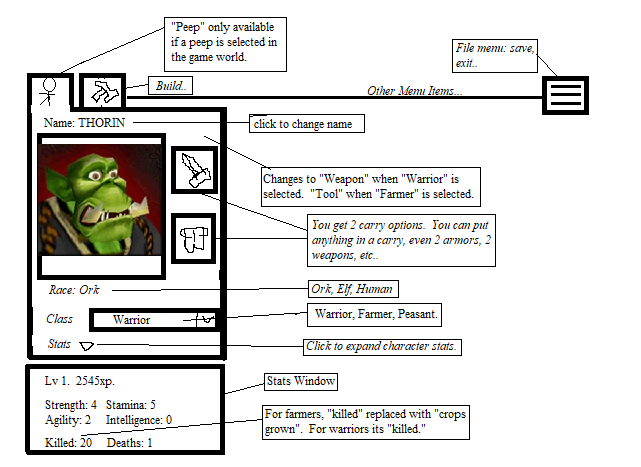 "Peep" only available
if a peep is selected in
the game world.
File menu: save,
exit..
Build..
Other Menu Items...
Name: THORIN
click to change name
Changes to "Weapon" when "Warrior" is
selected. "Tool" when "Farmer" is selected.
You get 2 carry options. You can put
anything in a carry, even 2 armors, 2
weapons, etc..
Race: Ork
Ork, Elf, Human
Class
Warrior
Warrior, Farmer, Peasant.
Stats
Click to expand character stats.
Lv 1. 2545xp.
Stats Window
Strength: 4 Stamina: 5
Agility: 2 Intelligence: 0
For farmers, "killed" replaced with "crops
grown". For warriors its "killed."
Killed: 20 Deaths: 1